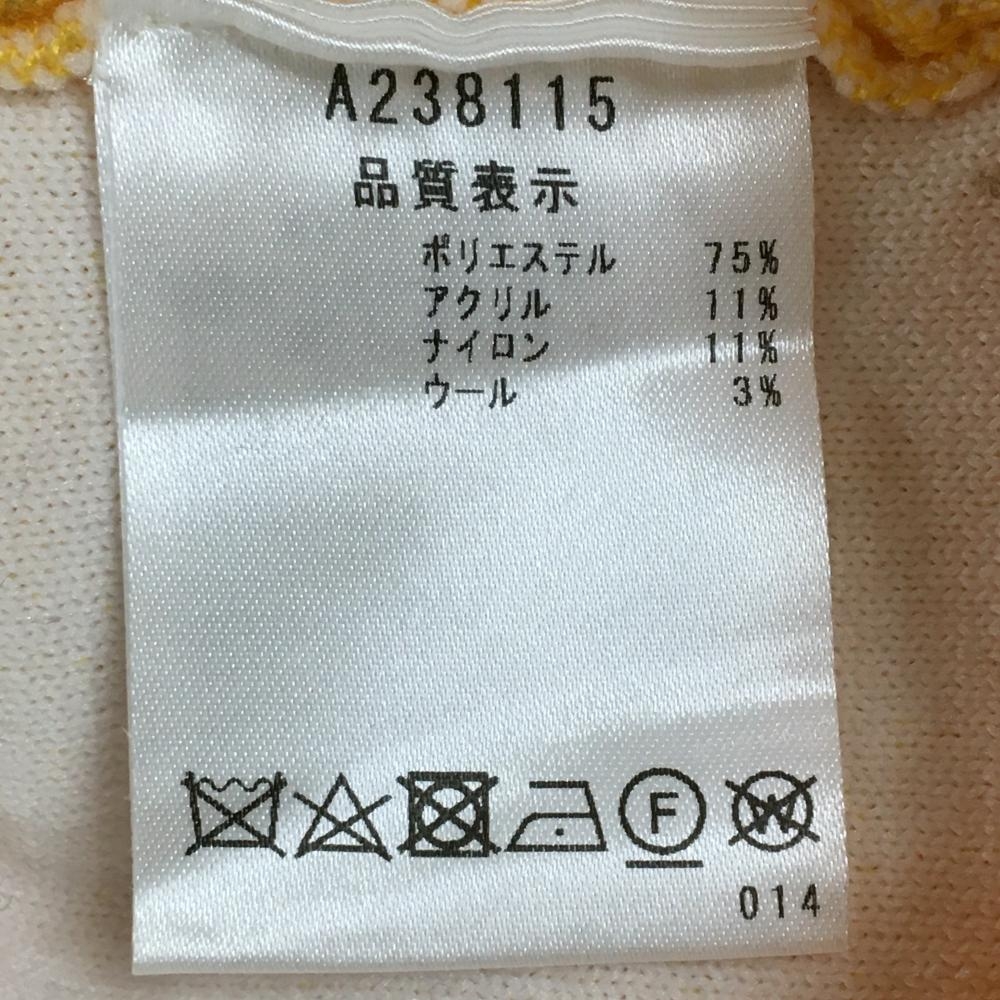 A238115
品質表示
ポリエステル 75%
アクリル 11%
ナイロン 11%
ウール 3%
F W
014